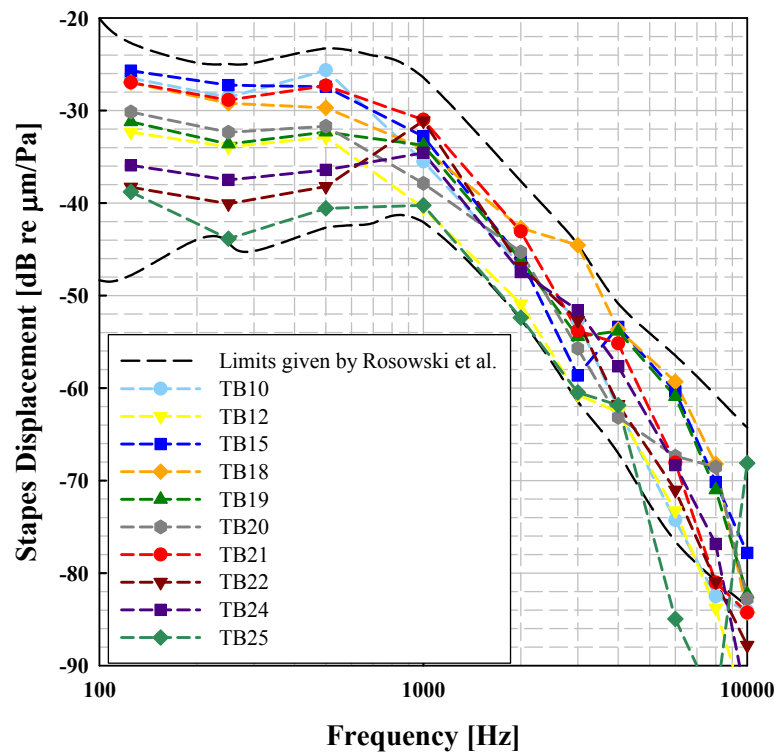 -20
-30
-40
-50
-60
-70
-80
-90
Stapes Displacement [dB re µm/Pa]
Limits given by Rosowski et al.
TB10
TB12
TB15
TB18
TB19
TB20
TB21
TB22
TB24
TB25
100
1000
10000
Frequency [Hz]